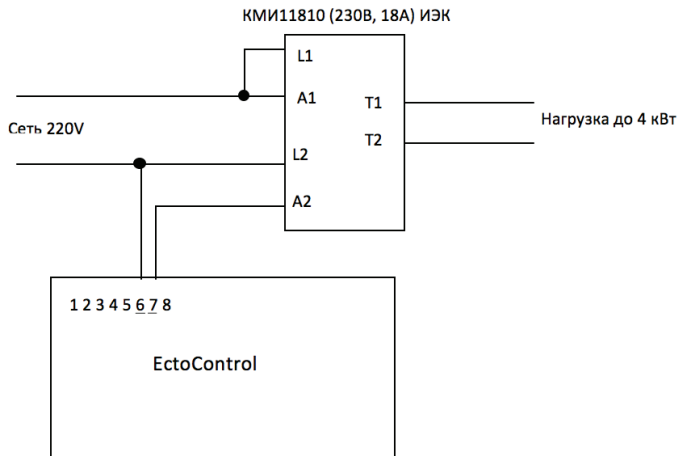 КМИ11810 (230В, 18А) ИЭК
L1
A1
T1
Нагрузка до 4 кВт
Сеть 220V
T2
L2
A2
1 2 3 4 5 6 7 8
EctoControl